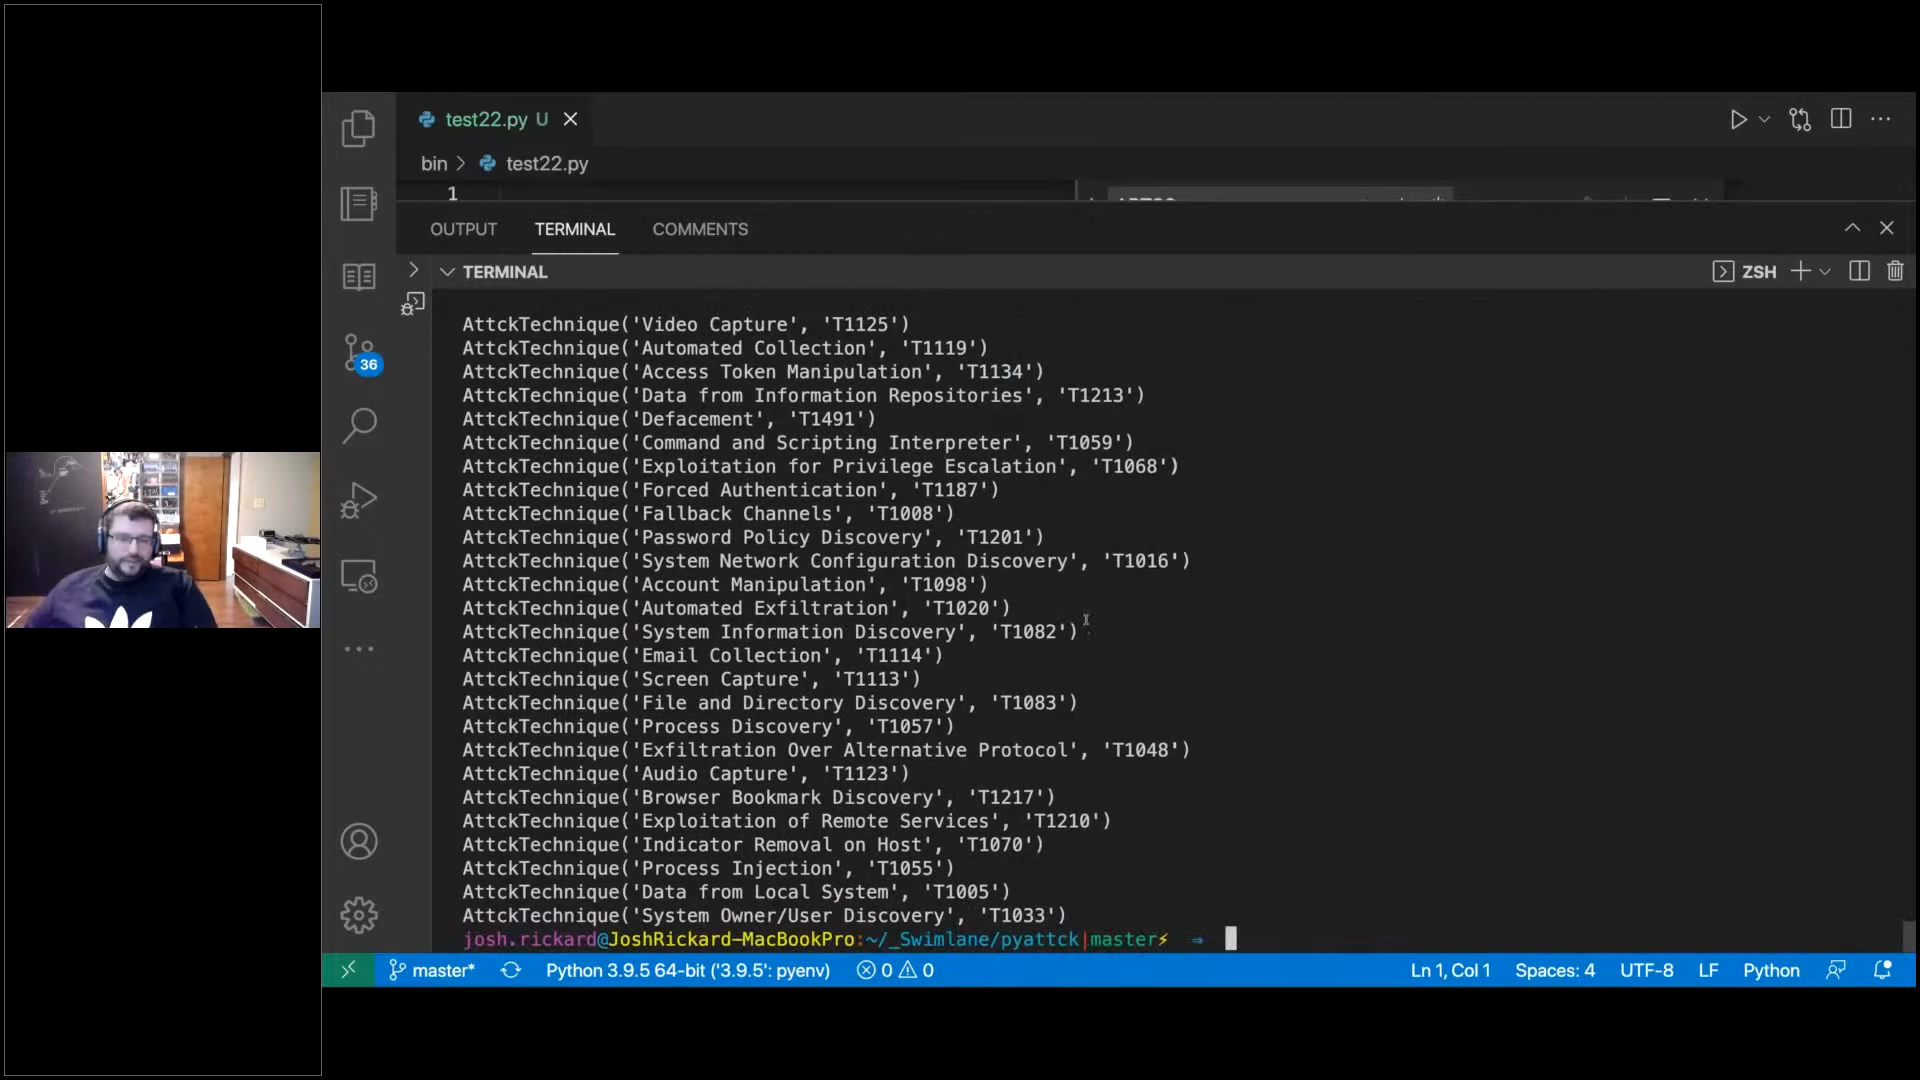 test22.py U
bin > test22.py
1
OUTPUT TERMINAL COMMENTS
TERMINAL
ZSH
36
AttckTechnique('Video Capture', 'T1125')
AttckTechnique('Automated Collection', 'T1119')
AttckTechnique('Access Token Manipulation', 'T1134')
AttckTechnique('Data from Information Repositories', 'T1213')
AttckTechnique('Defacement', 'T1491')
AttckTechnique('Command and Scripting Interpreter', 'T1059')
AttckTechnique('Exploitation for Privilege Escalation', 'T1068')
AttckTechnique('Forced Authentication', 'T1187')
AttckTechnique('Fallback Channels', 'T1008')
AttckTechnique('Password Policy Discovery', 'T1201')
AttckTechnique('System Network Configuration Discovery', 'T1016')
AttckTechnique('Account Manipulation', 'T1098')
AttckTechnique('Automated Exfiltration', 'T1020')
AttckTechnique('System Information Discovery', 'T1082')
AttckTechnique('Email Collection', 'T1114')
AttckTechnique('Screen Capture', 'T1113')
AttckTechnique('File and Directory Discovery', 'T1083')
AttckTechnique('Process Discovery', 'T1057')
AttckTechnique('Exfiltration Over Alternative Protocol', 'T1048')
AttckTechnique('Audio Capture', 'T1123')
AttckTechnique('Browser Bookmark Discovery', 'T1217')
AttckTechnique('Exploitation of Remote Services', 'T1210')
AttckTechnique('Indicator Removal on Host', 'T1070')
AttckTechnique('Process Injection', 'T1055')
AttckTechnique('Data from Local System', 'T1005')
AttckTechnique('System Owner/User Discovery', 'T1033')
josh.rickard@JoshRickard-MacBookPro:~/_Swimlane/pyattck|master⚡ ⇒
master* Python 3.9.5 64-bit ('3.9.5': pyenv) 0 0 Ln 1, Col 1 Spaces: 4 UTF-8 LF Python